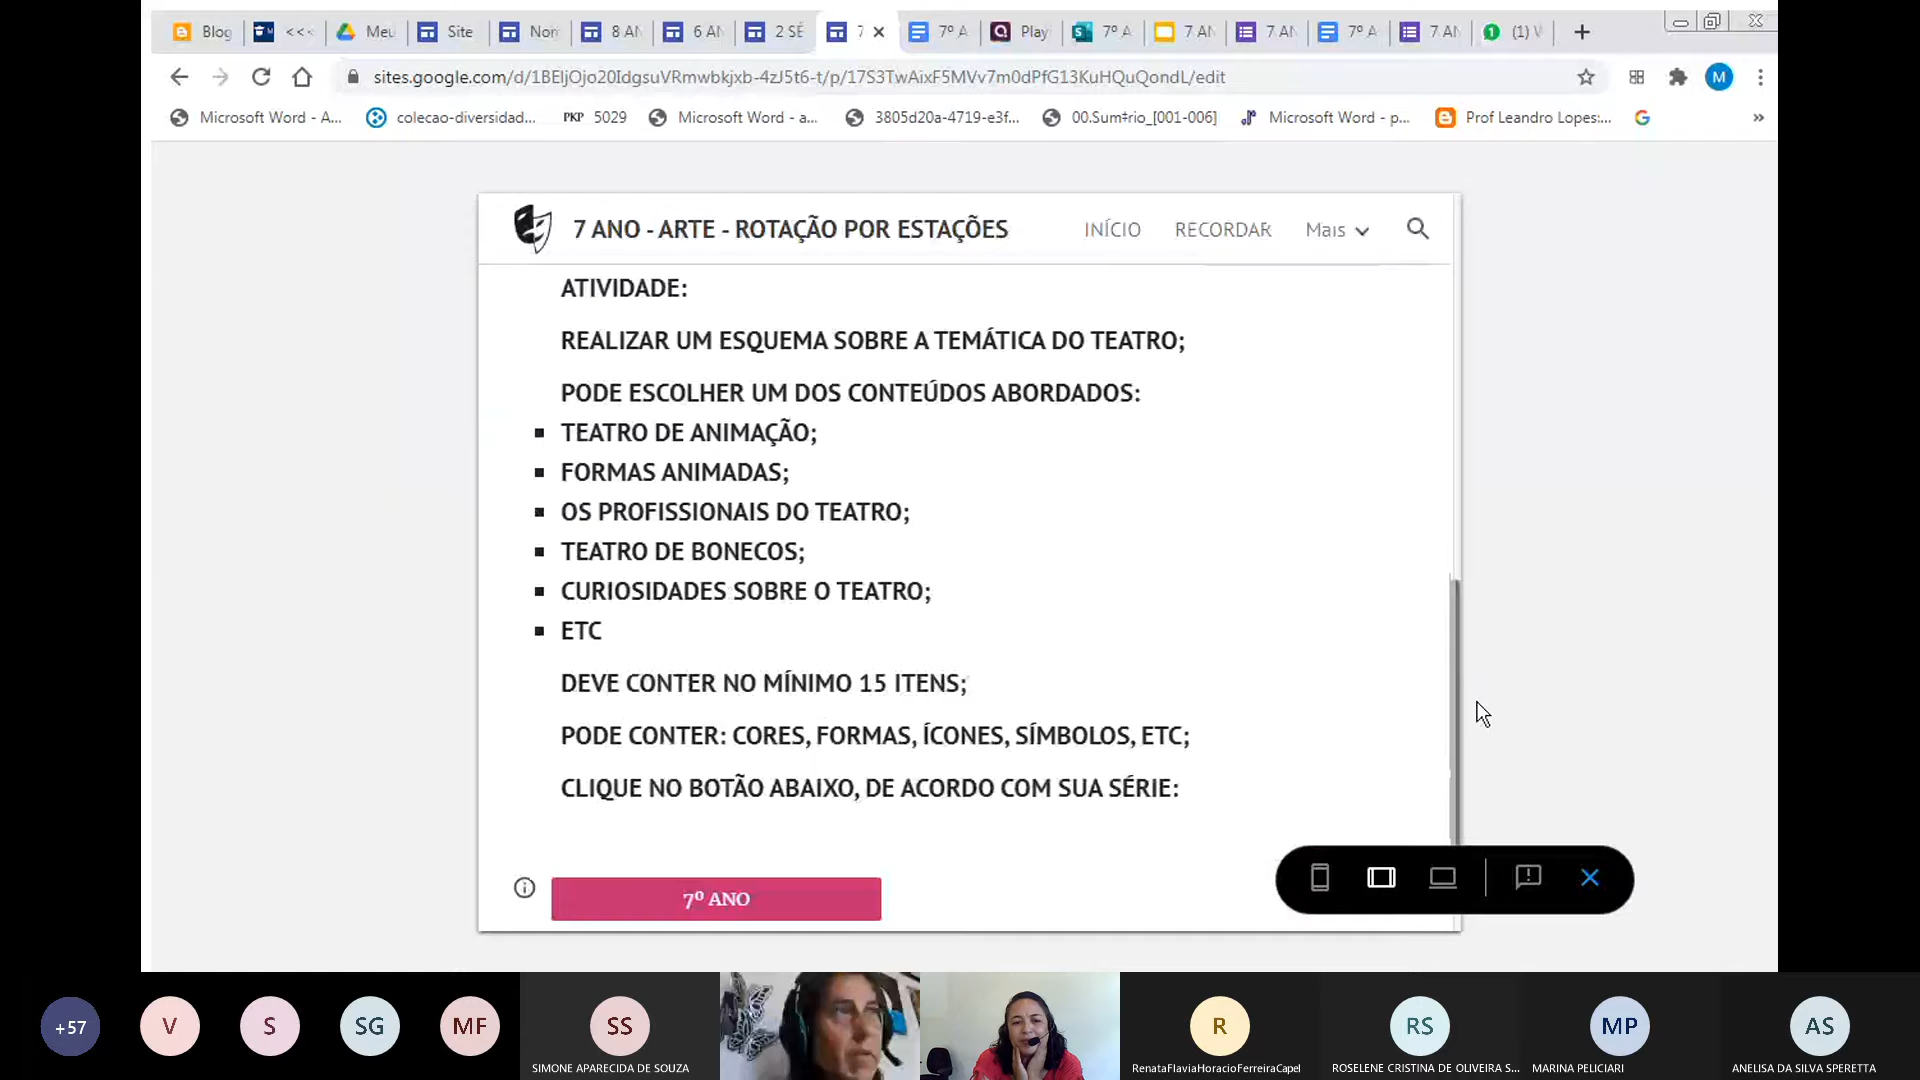 Blog
<<<
Meu
Site
Non
8 AN
6 AN
2 SÉ
7
7º A
Play
7º A
7 AN
7 AN
7º A
7 AN
(1)
sites.google.com/d/1BEljOjo20IdgsuVRmwbkjxb-4zJ5t6-t/p/17S3TwAixF5MVv7m0dPfG13KuHQuQondL/edit
M
Microsoft Word - A...
colecao-diversidad...
PKP 5029
Microsoft Word - a...
3805d20a-4719-e3f...
00.Sum‡rio_[001-006]
Microsoft Word - p...
Prof Leandro Lopes:...
»
7 ANO - ARTE - ROTAÇÃO POR ESTAÇÕES
INÍCIO
RECORDAR
Mais
ATIVIDADE:
REALIZAR UM ESQUEMA SOBRE A TEMÁTICA DO TEATRO;
PODE ESCOLHER UM DOS CONTEÚDOS ABORDADOS:
TEATRO DE ANIMAÇÃO;
FORMAS ANIMADAS;
OS PROFISSIONAIS DO TEATRO;
TEATRO DE BONECOS;
CURIOSIDADES SOBRE O TEATRO;
ETC
DEVE CONTER NO MÍNIMO 15 ITENS;
PODE CONTER: CORES, FORMAS, ÍCONES, SÍMBOLOS, ETC;
CLIQUE NO BOTÃO ABAIXO, DE ACORDO COM SUA SÉRIE:
7º ANO
+57
V
S
SG
MF
SS
R
RS
MP
AS
SIMONE APARECIDA DE SOUZA
RenataFlaviaHoracioFerreiraCapel
ROSELENE CRISTINA DE OLIVEIRA S...
MARINA PELICIARI
ANELISA DA SILVA SPERETTA